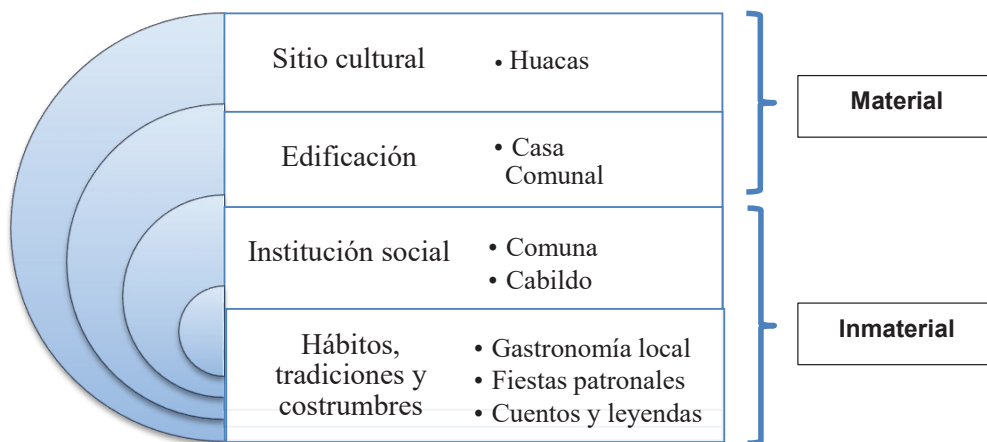 Sitio cultural
• Huacas
Material
Edificación
• Casa
Comunal
Institución social
• Comuna
• Cabildo
Inmaterial
Hábitos,
tradiciones y
costrumbres
• Gastronomía local
• Fiestas patronales
• Cuentos y leyendas